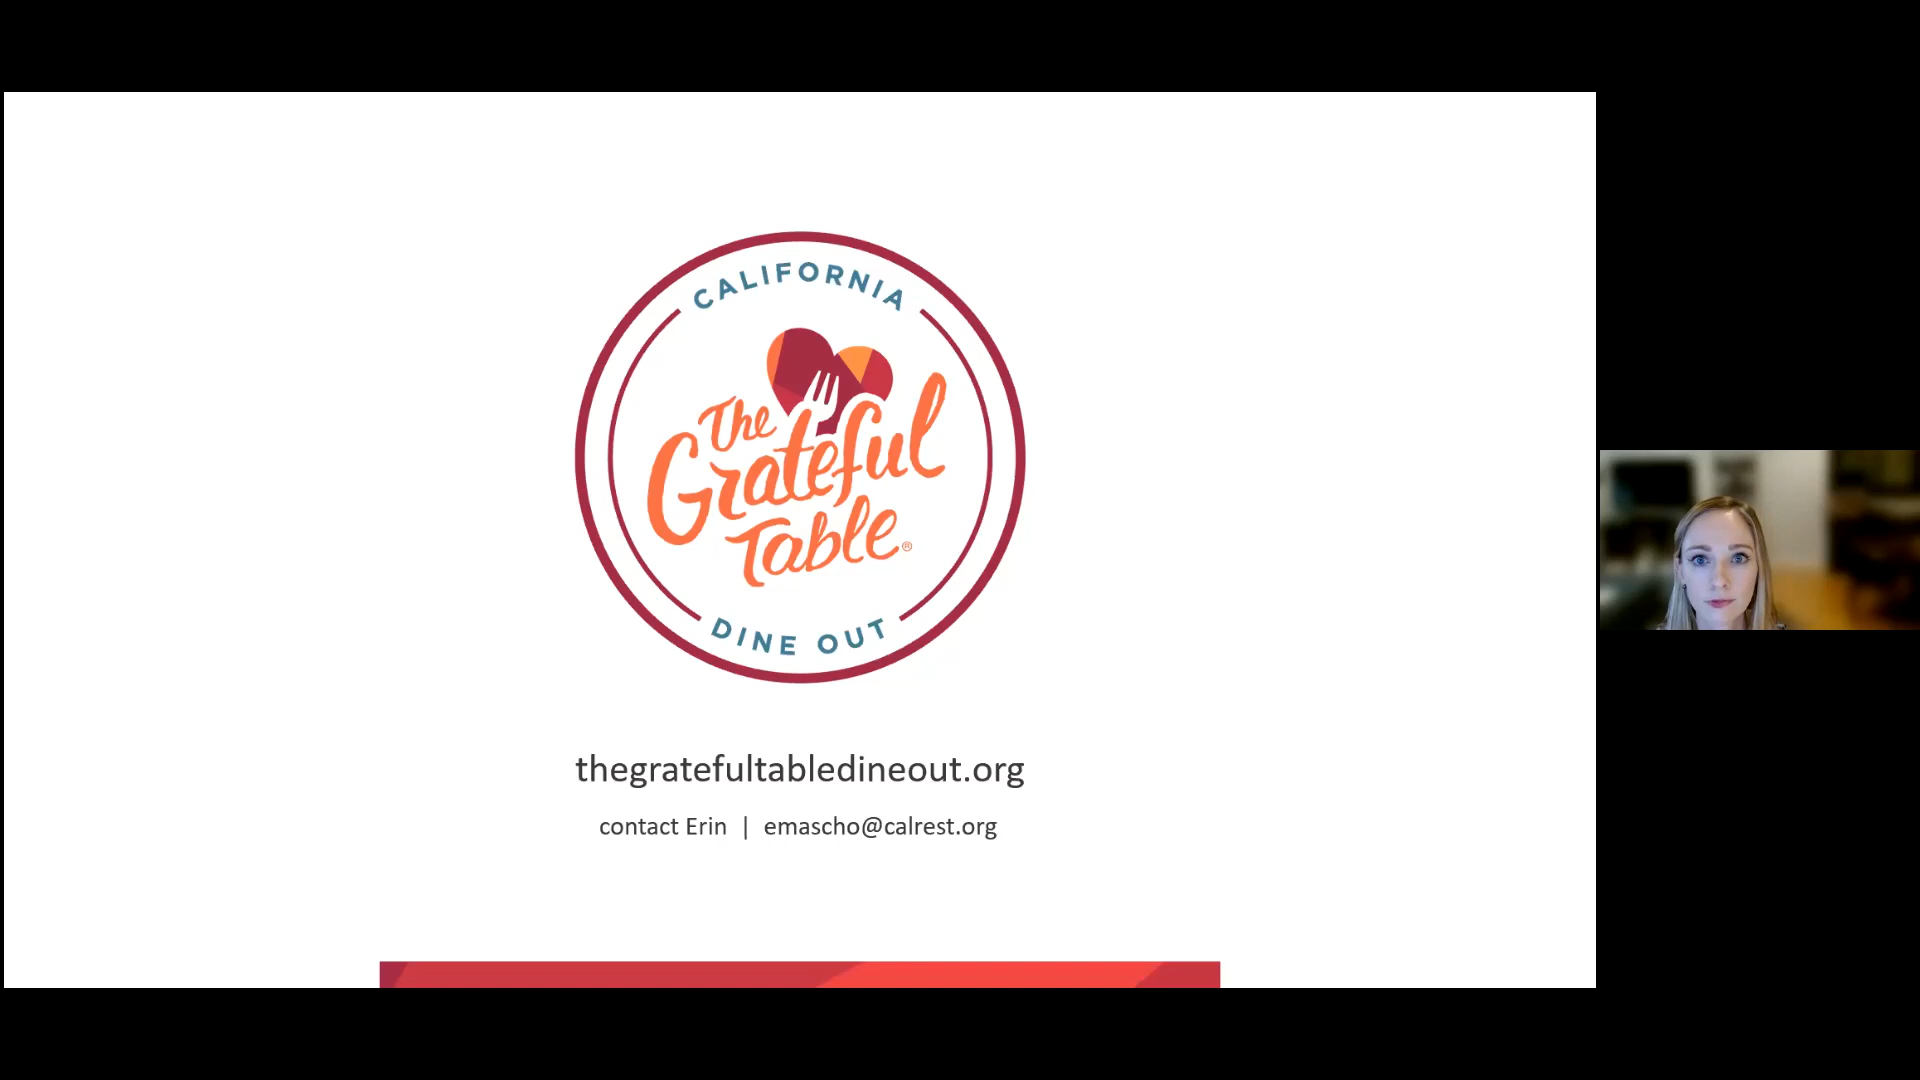 CALIFORNIA
The
Grateful
Table®
DINE OUT
thegratefultabledineout.org
contact Erin | emascho@calrest.org